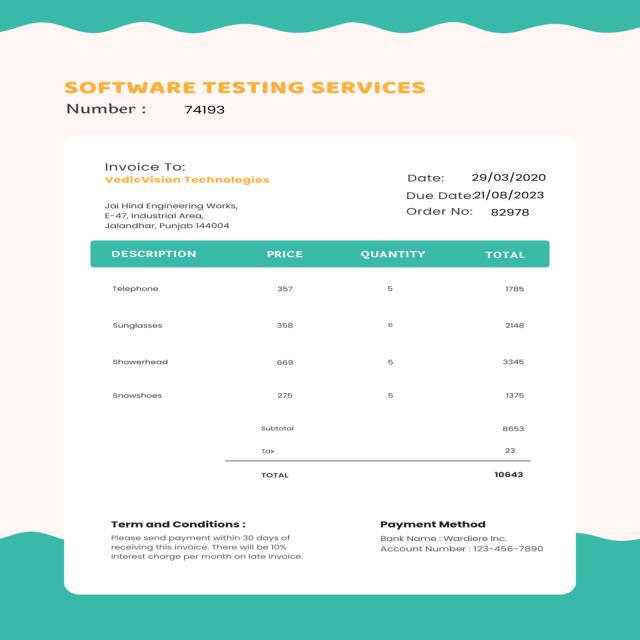 SOFTWARE TESTING SERVICES
Number : 74193
Invoice To:
VedicVision Technologies
Jai Hind Engineering Works,
E-47, Industrial Area,
Jalandhar, Punjab 144004
Date: 29/03/2020
Due Date:21/08/2023
Order No: 82978
DESCRIPTION PRICE QUANTITY TOTAL
Telephone 357 5 1785
Sunglasses 358 6 2148
Showerhead 669 5 3345
Snowshoes 275 5 1375
Subtotal 8653
Tax 23
TOTAL 10643
Term and Conditions :
Please send payment within 30 days of
receiving this invoice. There will be 10%
interest charge per month on late invoice.
Payment Method
Bank Name : Wardiere Inc.
Account Number : 123-456-7890